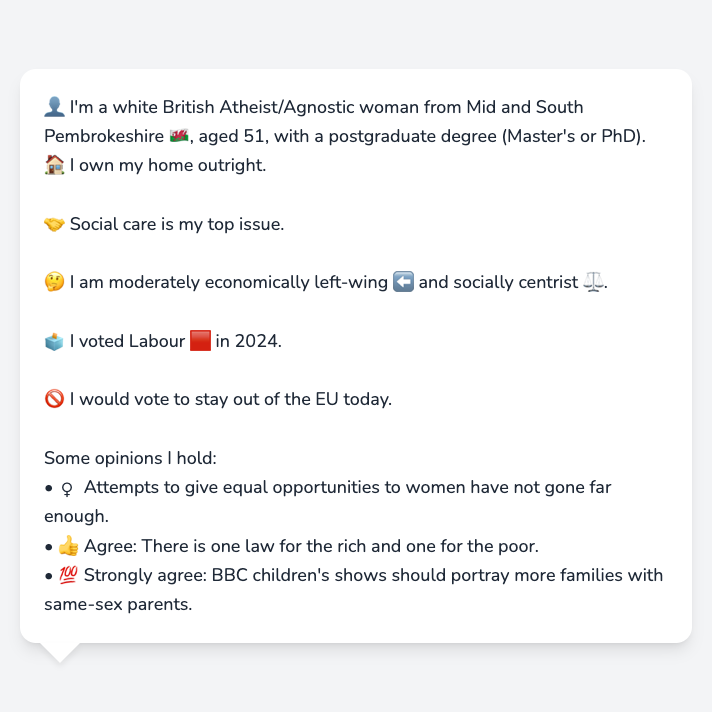 👤 I'm a white British Atheist/Agnostic woman from Mid and South
Pembrokeshire 🏴󠁧󠁢󠁷󠁬󠁳󠁿, aged 51, with a postgraduate degree (Master's or PhD).
🏠 I own my home outright.
🤝 Social care is my top issue.
🤔 I am moderately economically left-wing ⬅️ and socially centrist ⚖️.
🗳️ I voted Labour 🟥 in 2024.
🚫 I would vote to stay out of the EU today.
Some opinions I hold:
• ♀ Attempts to give equal opportunities to women have not gone far
enough.
• 👍 Agree: There is one law for the rich and one for the poor.
• 💯 Strongly agree: BBC children's shows should portray more families with
same-sex parents.